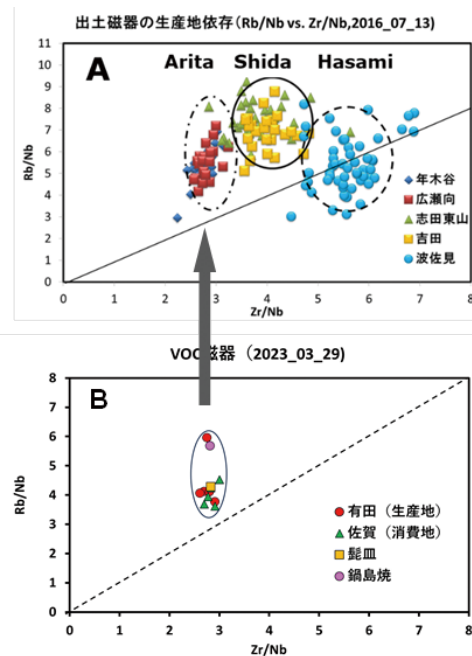 出土磁器の生産地依存(Rb/Nb vs. Zr/Nb,2016_07_13)
A
Arita Shida Hasami
Rb/Nb
11
10
9
8
7
6
5
4
3
2
1
0
年木谷
広瀬向
志田東山
吉田
波佐見
0 1 2 3 4 5 6 7 8
Zr/Nb
VOC磁器（2023_03_29)
B
Rb/Nb
8
7
6
5
4
3
2
1
0
有田（生産地）
佐賀（消費地）
髭皿
鍋島焼
0 1 2 3 4 5 6 7 8
Zr/Nb